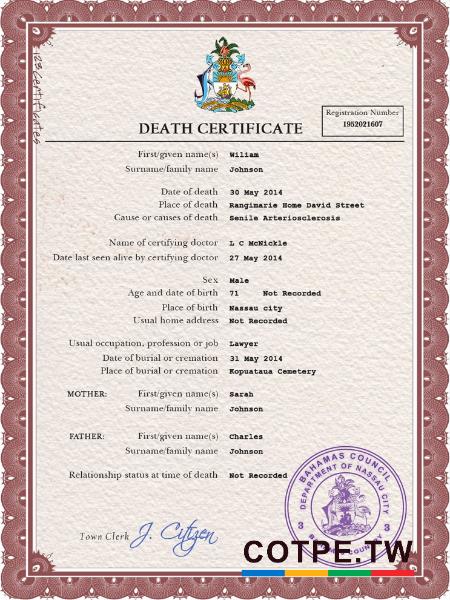 123Certificates
DEATH CERTIFICATE
Registration Number
1952021607
First/given name(s) Wiliam
Surname/family name Johnson
Date of death 30 May 2014
Place of death Rangimarie Home David Street
Cause or causes of death Senile Arteriosclerosis
Name of certifying doctor L C McNickle
Date last seen alive by certifying doctor 27 May 2014
Sex Male
Age and date of birth 71 Not Recorded
Place of birth Nassau city
Usual home address Not Recorded
Usual occupation, profession or job Lawyer
Date of burial or cremation 31 May 2014
Place of burial or cremation Kopuataua Cemetery
MOTHER: First/given name(s) Sarah
Surname/family name Johnson
FATHER: First/given name(s) Charles
Surname/family name Johnson
Relationship status at time of death Not Recorded
BAHAMAS COUNCIL
DEPARTMENT OF NASSAU CITY
3 3
Town Clerk J. Citizen
COTPE.TW